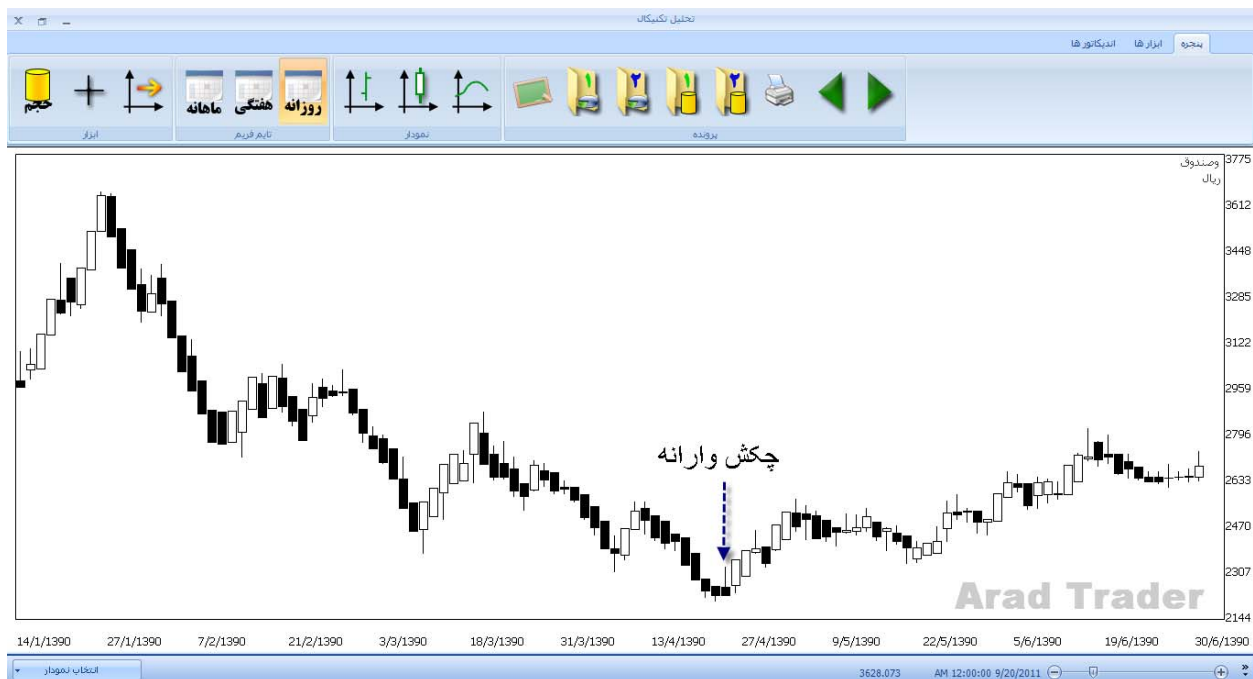 تحلیل تکنیکال
پنجره ابزار ها اندیکاتور ها
حجم
ماهانه هفتگی روزانه
۱ ۲ ۱ ۲
ابزار
تایم فریم
نمودار
پرونده
وصندوق
ریال
3775
3612
3448
3285
3122
2959
2796
2633
2470
2307
2144
چکش وارانه
Arad Trader
14/1/1390 27/1/1390 7/2/1390 21/2/1390 3/3/1390 18/3/1390 31/3/1390 13/4/1390 27/4/1390 9/5/1390 22/5/1390 5/6/1390 19/6/1390 30/6/1390
انتخاب نمودار
3628.073 AM 12:00:00 9/20/2011